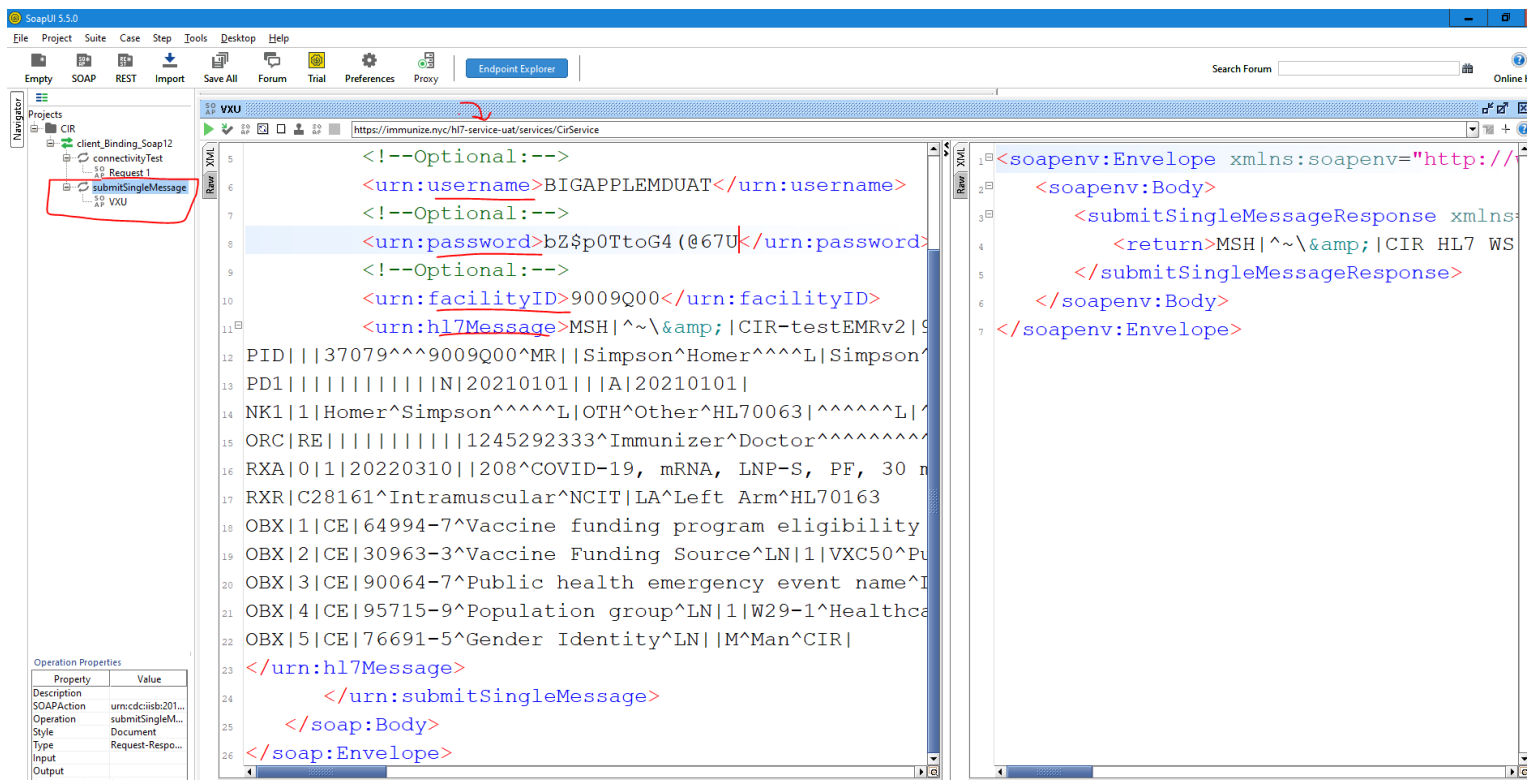 SoapUI 5.5.0
File Project Suite Case Step Tools Desktop Help
Empty SOAP REST Import Save All Forum Trial Preferences Proxy Endpoint Explorer Search Forum Online
Navigator
Projects
CIR
client_Binding_Soap12
connectivityTest
Request 1
submitSingleMessage
VXU
VXU
https://immunize.nyc/hl7-service-uat/services/CirService
XML
Raw
5 <!--Optional:-->
6 <urn:username>BIGAPPLEMDUAT</urn:username>
7 <!--Optional:-->
8 <urn:password>bZ$p0TtoG4(@67U</urn:password>
9 <!--Optional:-->
10 <urn:facilityID>9009Q00</urn:facilityID>
11 <urn:hl7Message>MSH|^~\&amp;|CIR-testEMRv2|9
12 PID|||37079^^^9009Q00^MR||Simpson^Homer^^^^L|Simpson^
13 PD1||||||||||||N|20210101|||A|20210101|
14 NK1|1|Homer^Simpson^^^^^L|OTH^Other^HL70063|^^^^^^L|^
15 ORC|RE|||||||||||1245292333^Immunizer^Doctor^^^^^^^^^
16 RXA|0|1|20220310||208^COVID-19, mRNA, LNP-S, PF, 30 m
17 RXR|C28161^Intramuscular^NCIT|LA^Left Arm^HL70163
18 OBX|1|CE|64994-7^Vaccine funding program eligibility
19 OBX|2|CE|30963-3^Vaccine Funding Source^LN|1|VXC50^Pu
20 OBX|3|CE|90064-7^Public health emergency event name^L
21 OBX|4|CE|95715-9^Population group^LN|1|W29-1^Healthca
22 OBX|5|CE|76691-5^Gender Identity^LN||M^Man^CIR|
23 </urn:hl7Message>
24 </urn:submitSingleMessage>
25 </soap:Body>
26 </soap:Envelope>
XML
Raw
1 <soapenv:Envelope xmlns:soapenv="http://
2 <soapenv:Body>
3 <submitSingleMessageResponse xmlns=
4 <return>MSH|^~\&amp;|CIR HL7 WS
5 </submitSingleMessageResponse>
6 </soapenv:Body>
7 </soapenv:Envelope>
Operation Properties
Property Value
Description
SOAPAction urn:cdc:iisb:201...
Operation submitSingleM...
Style Document
Type Request-Respo...
Input
Output